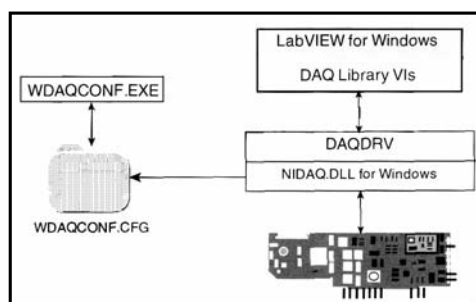 LabVIEW for Windows
DAQ Library VIs
WDAQCONF.EXE
DAQDRV
NIDAQ.DLL for Windows
WDAQCONF.CFG